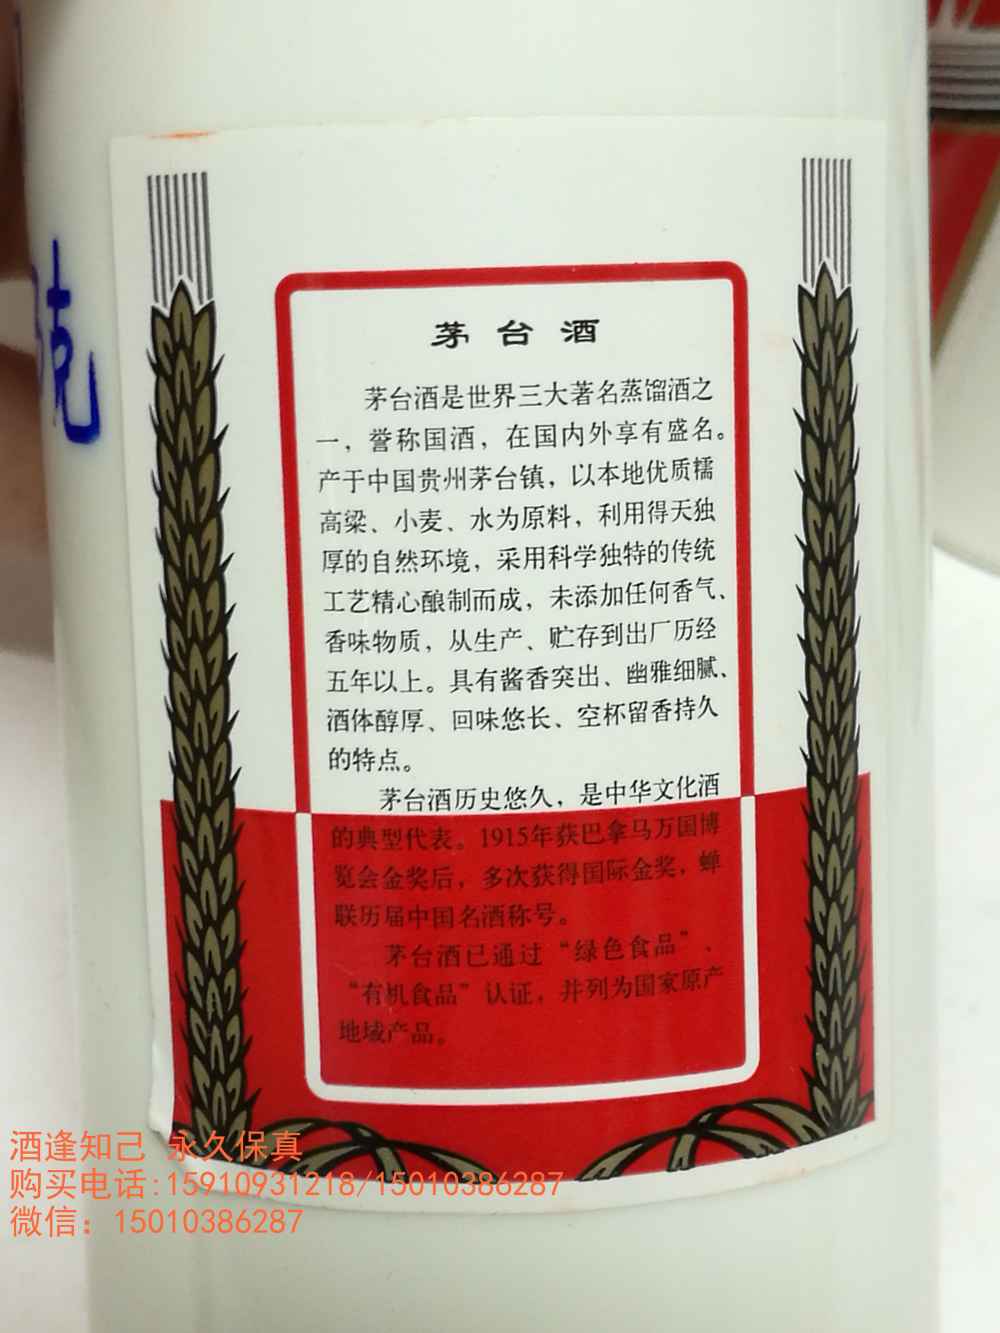 克
茅台酒
茅台酒是世界三大著名蒸馏酒之
一，誉称国酒，在国内外享有盛名。
产于中国贵州茅台镇，以本地优质糯
高粱、小麦、水为原料，利用得天独
厚的自然环境，采用科学独特的传统
工艺精心酿制而成，未添加任何香气、
香味物质，从生产、贮存到出厂历经
五年以上。具有酱香突出、幽雅细腻、
酒体醇厚、回味悠长、空杯留香持久
的特点。
茅台酒历史悠久，是中华文化酒
的典型代表。1915年获巴拿马万国博
览会金奖后，多次获得国际金奖，蝉
联历届中国名酒称号。
茅台酒已通过“绿色食品”、
“有机食品”认证，并列为国家原产
地域产品。
酒逢知己 永久保真
购买电话:15910931218/15010386287
微信：15010386287